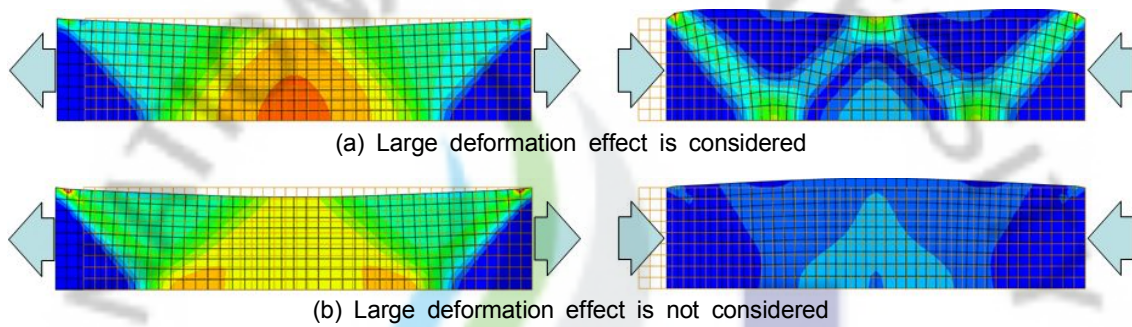 (a) Large deformation effect is considered
(b) Large deformation effect is not considered